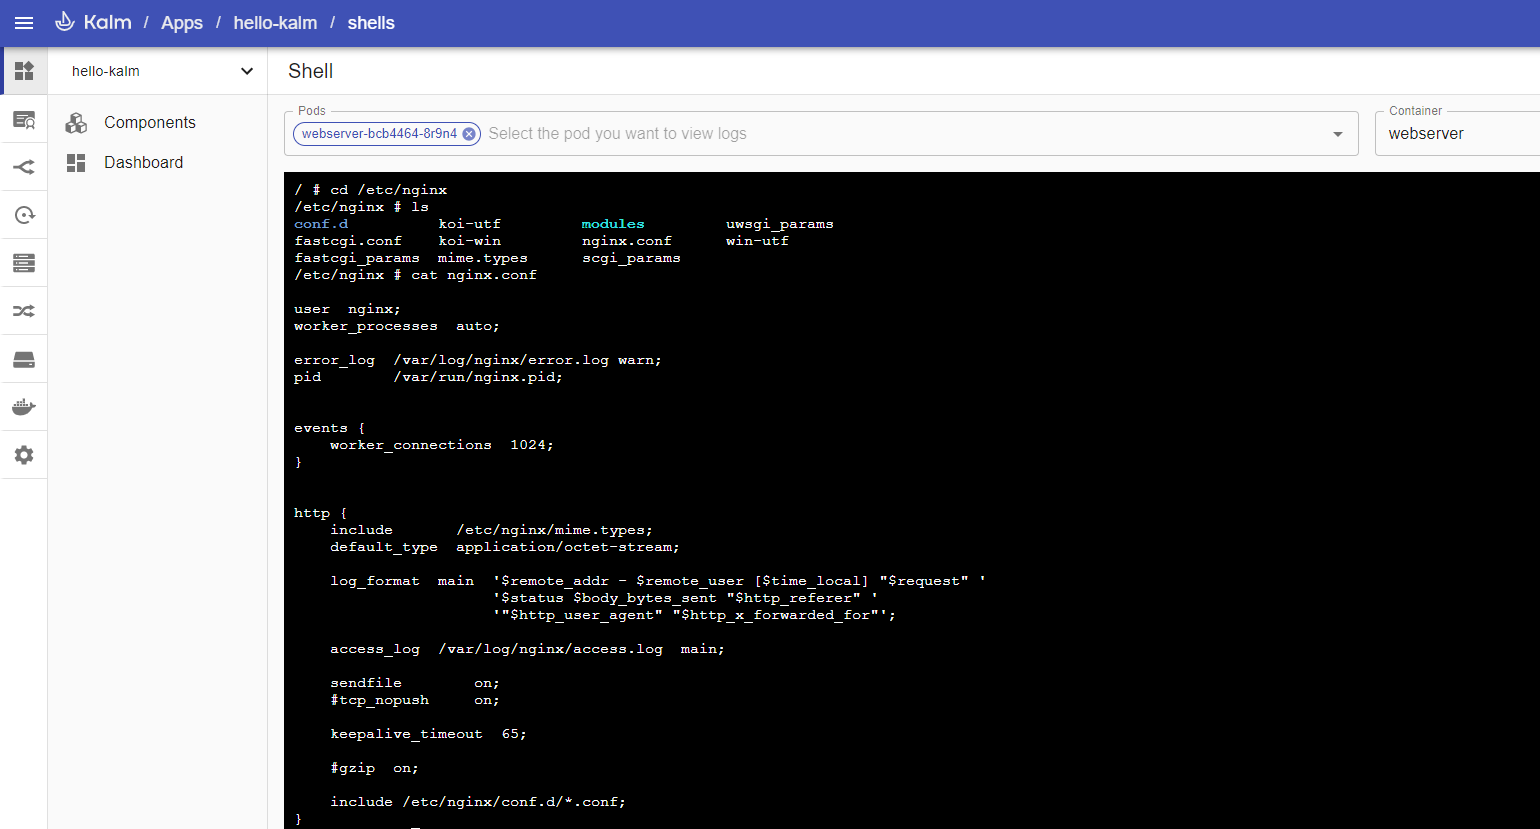 Kalm / Apps / hello-kalm / shells
hello-kalm
Shell
Components
Dashboard
Pods
webserver-bcb4464-8r9n4 Select the pod you want to view logs
Container
webserver
/ # cd /etc/nginx
/etc/nginx # ls
conf.d          koi-utf         modules         uwsgi_params
fastcgi.conf    koi-win         nginx.conf      win-utf
fastcgi_params  mime.types      scgi_params
/etc/nginx # cat nginx.conf
user  nginx;
worker_processes  auto;
error_log  /var/log/nginx/error.log warn;
pid        /var/run/nginx.pid;
events {
    worker_connections  1024;
}
http {
    include       /etc/nginx/mime.types;
    default_type  application/octet-stream;
    log_format  main  '$remote_addr - $remote_user [$time_local] "$request" '
                      '$status $body_bytes_sent "$http_referer" '
                      '"$http_user_agent" "$http_x_forwarded_for"';
    access_log  /var/log/nginx/access.log  main;
    sendfile        on;
    #tcp_nopush     on;
    keepalive_timeout  65;
    #gzip  on;
    include /etc/nginx/conf.d/*.conf;
}